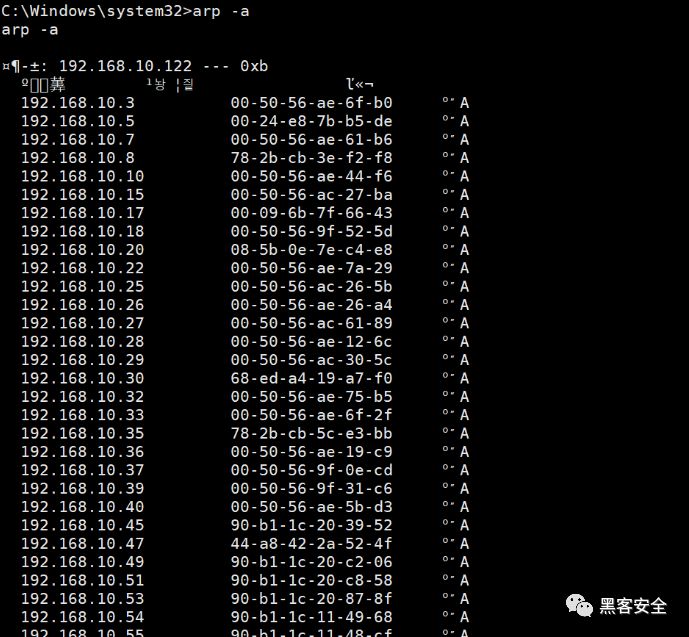 C:\Windows\system32>arp -a
arp -a
192.168.10.122 --- 0xb
192.168.10.3 00-50-56-ae-6f-b0
192.168.10.5 00-24-e8-7b-b5-de
192.168.10.7 00-50-56-ae-61-b6
192.168.10.8 78-2b-cb-3e-f2-f8
192.168.10.10 00-50-56-ae-44-f6
192.168.10.15 00-50-56-ac-27-ba
192.168.10.17 00-09-6b-7f-66-43
192.168.10.18 00-50-56-9f-52-5d
192.168.10.20 08-5b-0e-7e-c4-e8
192.168.10.22 00-50-56-ae-7a-29
192.168.10.25 00-50-56-ac-26-5b
192.168.10.26 00-50-56-ae-26-a4
192.168.10.27 00-50-56-ac-61-89
192.168.10.28 00-50-56-ae-12-6c
192.168.10.29 00-50-56-ac-30-5c
192.168.10.30 68-ed-a4-19-a7-f0
192.168.10.32 00-50-56-ae-75-b5
192.168.10.33 00-50-56-ae-6f-2f
192.168.10.35 78-2b-cb-5c-e3-bb
192.168.10.36 00-50-56-ae-19-c9
192.168.10.37 00-50-56-9f-0e-cd
192.168.10.39 00-50-56-9f-31-c6
192.168.10.40 00-50-56-ae-5b-d3
192.168.10.45 90-b1-1c-20-39-52
192.168.10.47 44-a8-42-2a-52-4f
192.168.10.49 90-b1-1c-20-c2-06
192.168.10.51 90-b1-1c-20-c8-58
192.168.10.53 90-b1-1c-20-87-8f
192.168.10.54 90-b1-1c-11-49-68
192.168.10.55 90-b1-1c-11-48-cf
黑客安全